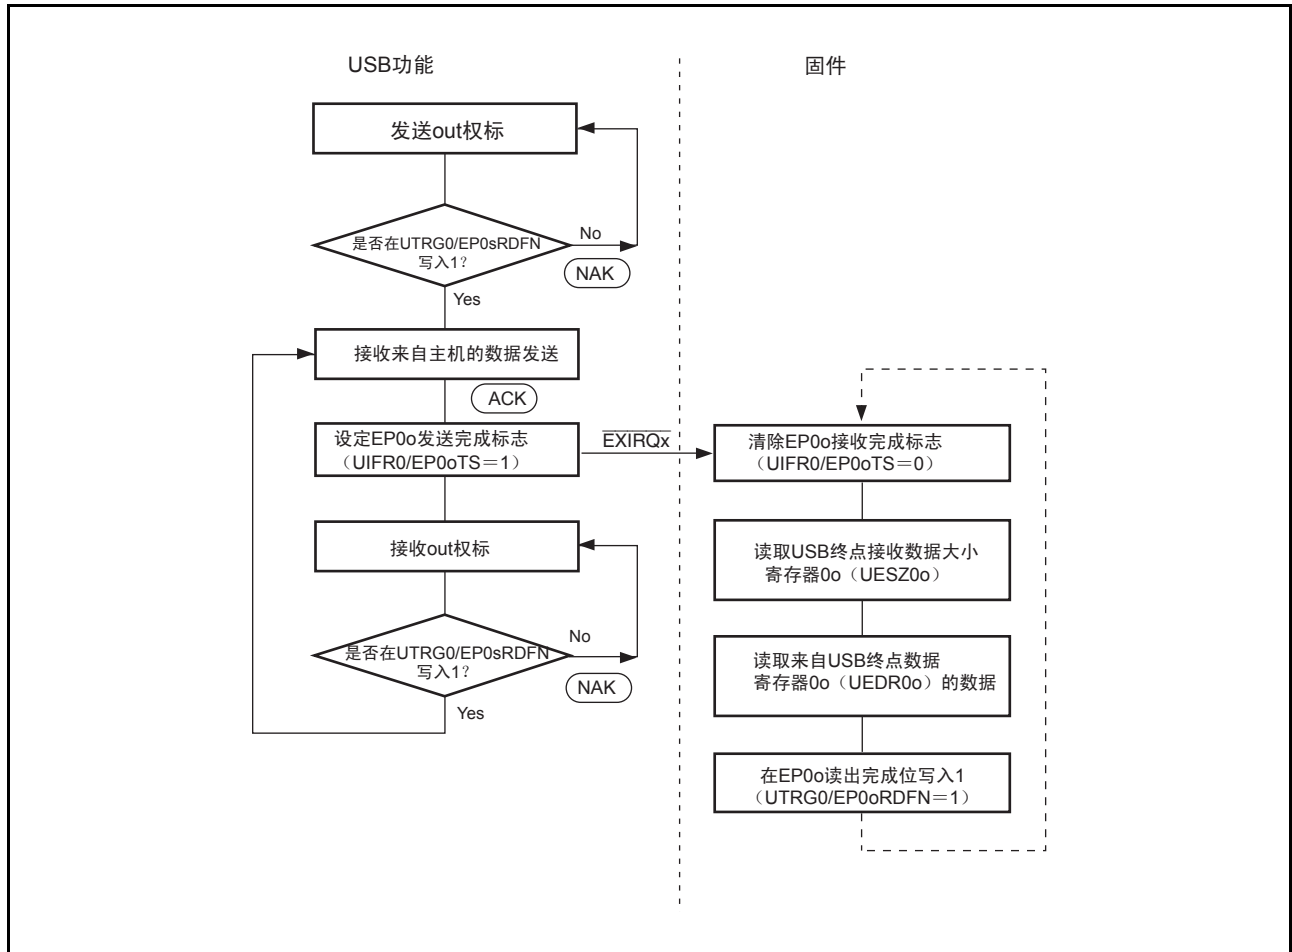 USB功能
固件
发送out权标
是否在UTRG0/EP0sRDFN
写入1？
No
NAK
Yes
接收来自主机的数据发送
ACK
设定EP0o发送完成标志
（UIFR0/EP0oTS＝1）
EXIRQx
接收out权标
是否在UTRG0/EP0sRDFN
写入1？
No
NAK
Yes
清除EP0o接收完成标志
（UIFR0/EP0oTS＝0）
读取USB终点接收数据大小
寄存器0o（UESZ0o）
读取来自USB终点数据
寄存器0o（UEDR0o）的数据
在EP0o读出完成位写入1
（UTRG0/EP0oRDFN＝1）